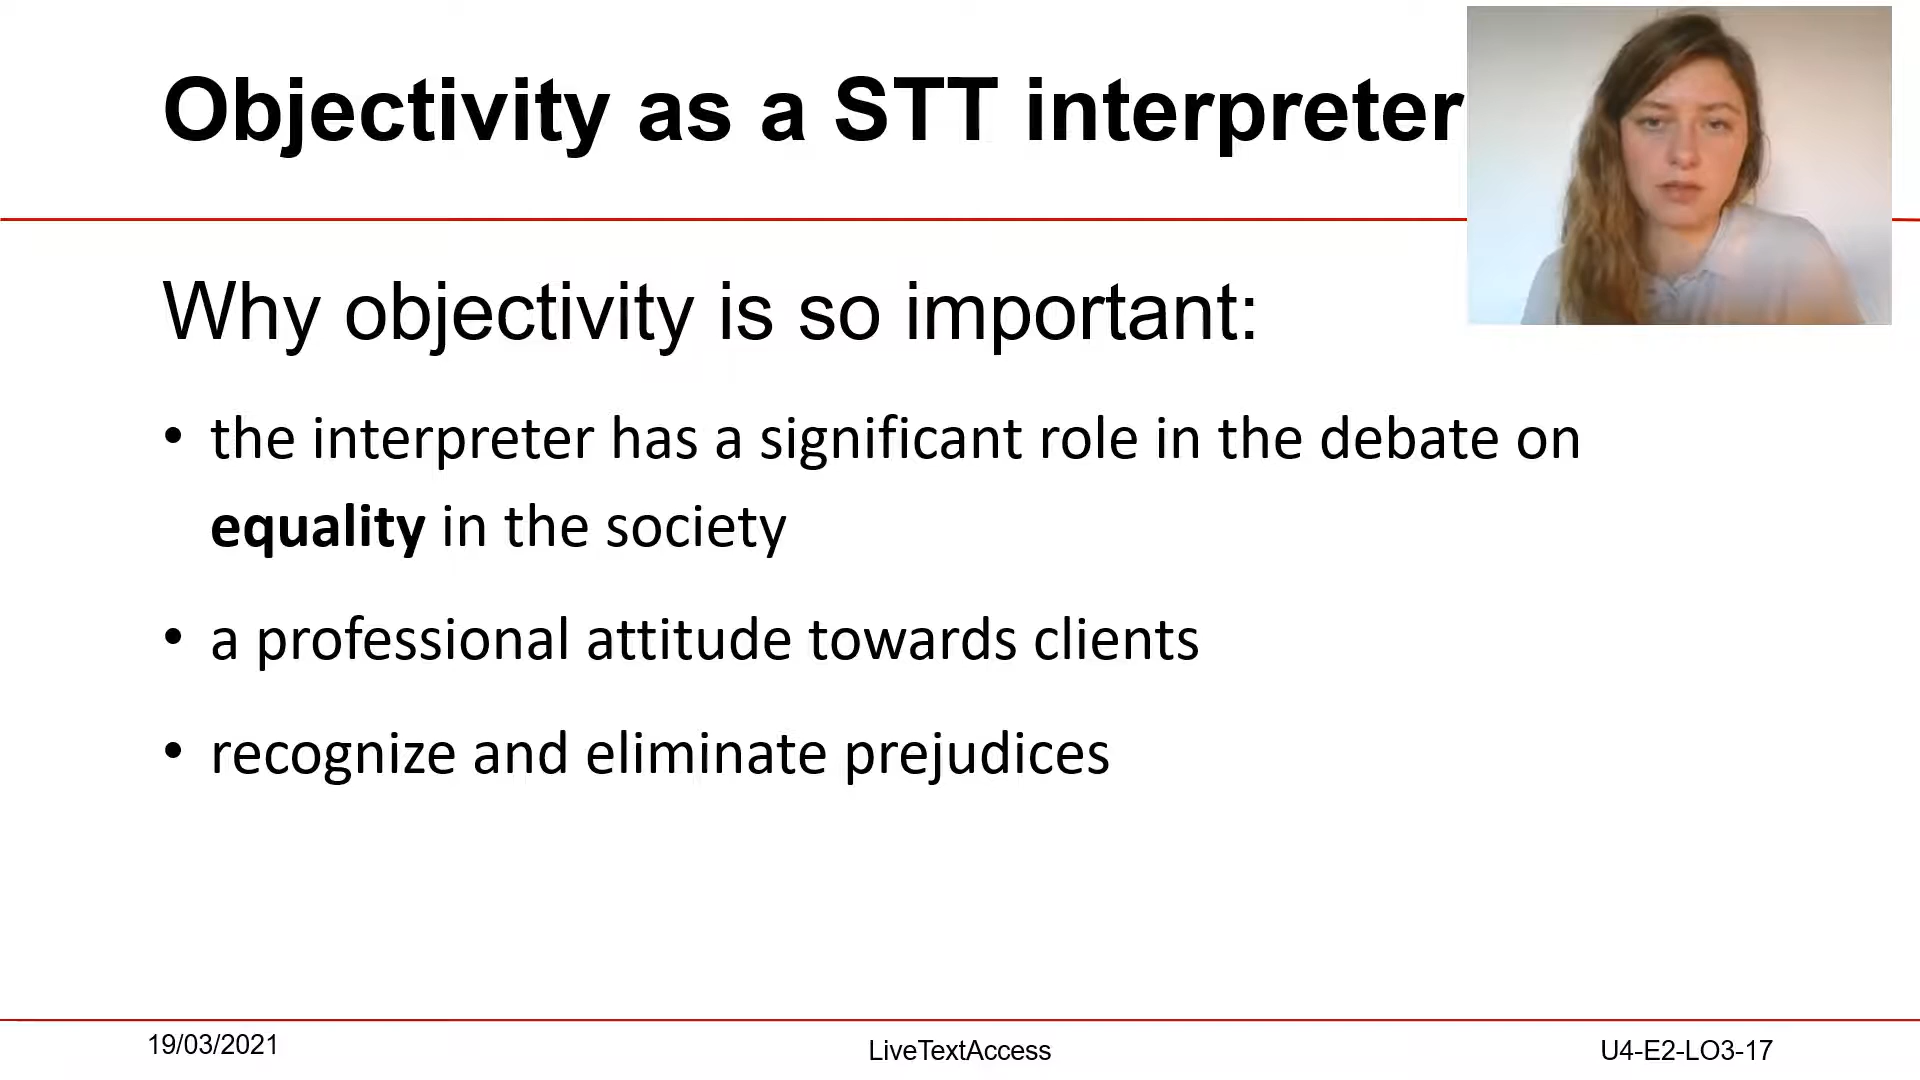 Objectivity as a STT interpreter
Why objectivity is so important:
• the interpreter has a significant role in the debate on
equality in the society
• a professional attitude towards clients
• recognize and eliminate prejudices
19/03/2021
LiveTextAccess
U4-E2-LO3-17